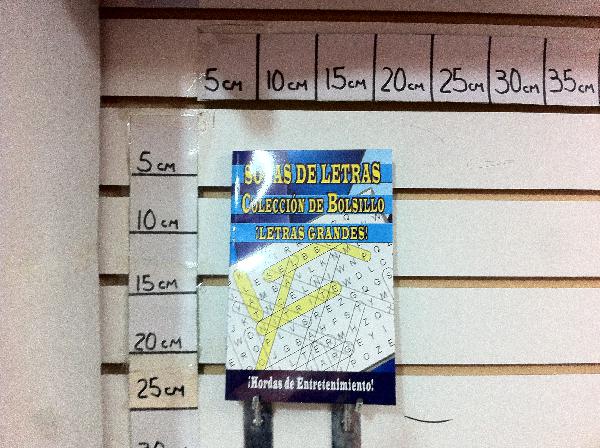 5cm 10cm 15cm 20cm 25cm 30cm 35cm
5cm
10cm
15cm
20cm
25cm
SOPAS DE LETRAS
COLECCIÓN DE BOLSILLO
¡LETRAS GRANDES!
¡Hordas de Entretenimiento!